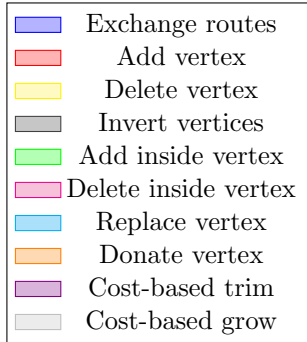 Exchange routes
Add vertex
Delete vertex
Invert vertices
Add inside vertex
Delete inside vertex
Replace vertex
Donate vertex
Cost-based trim
Cost-based grow